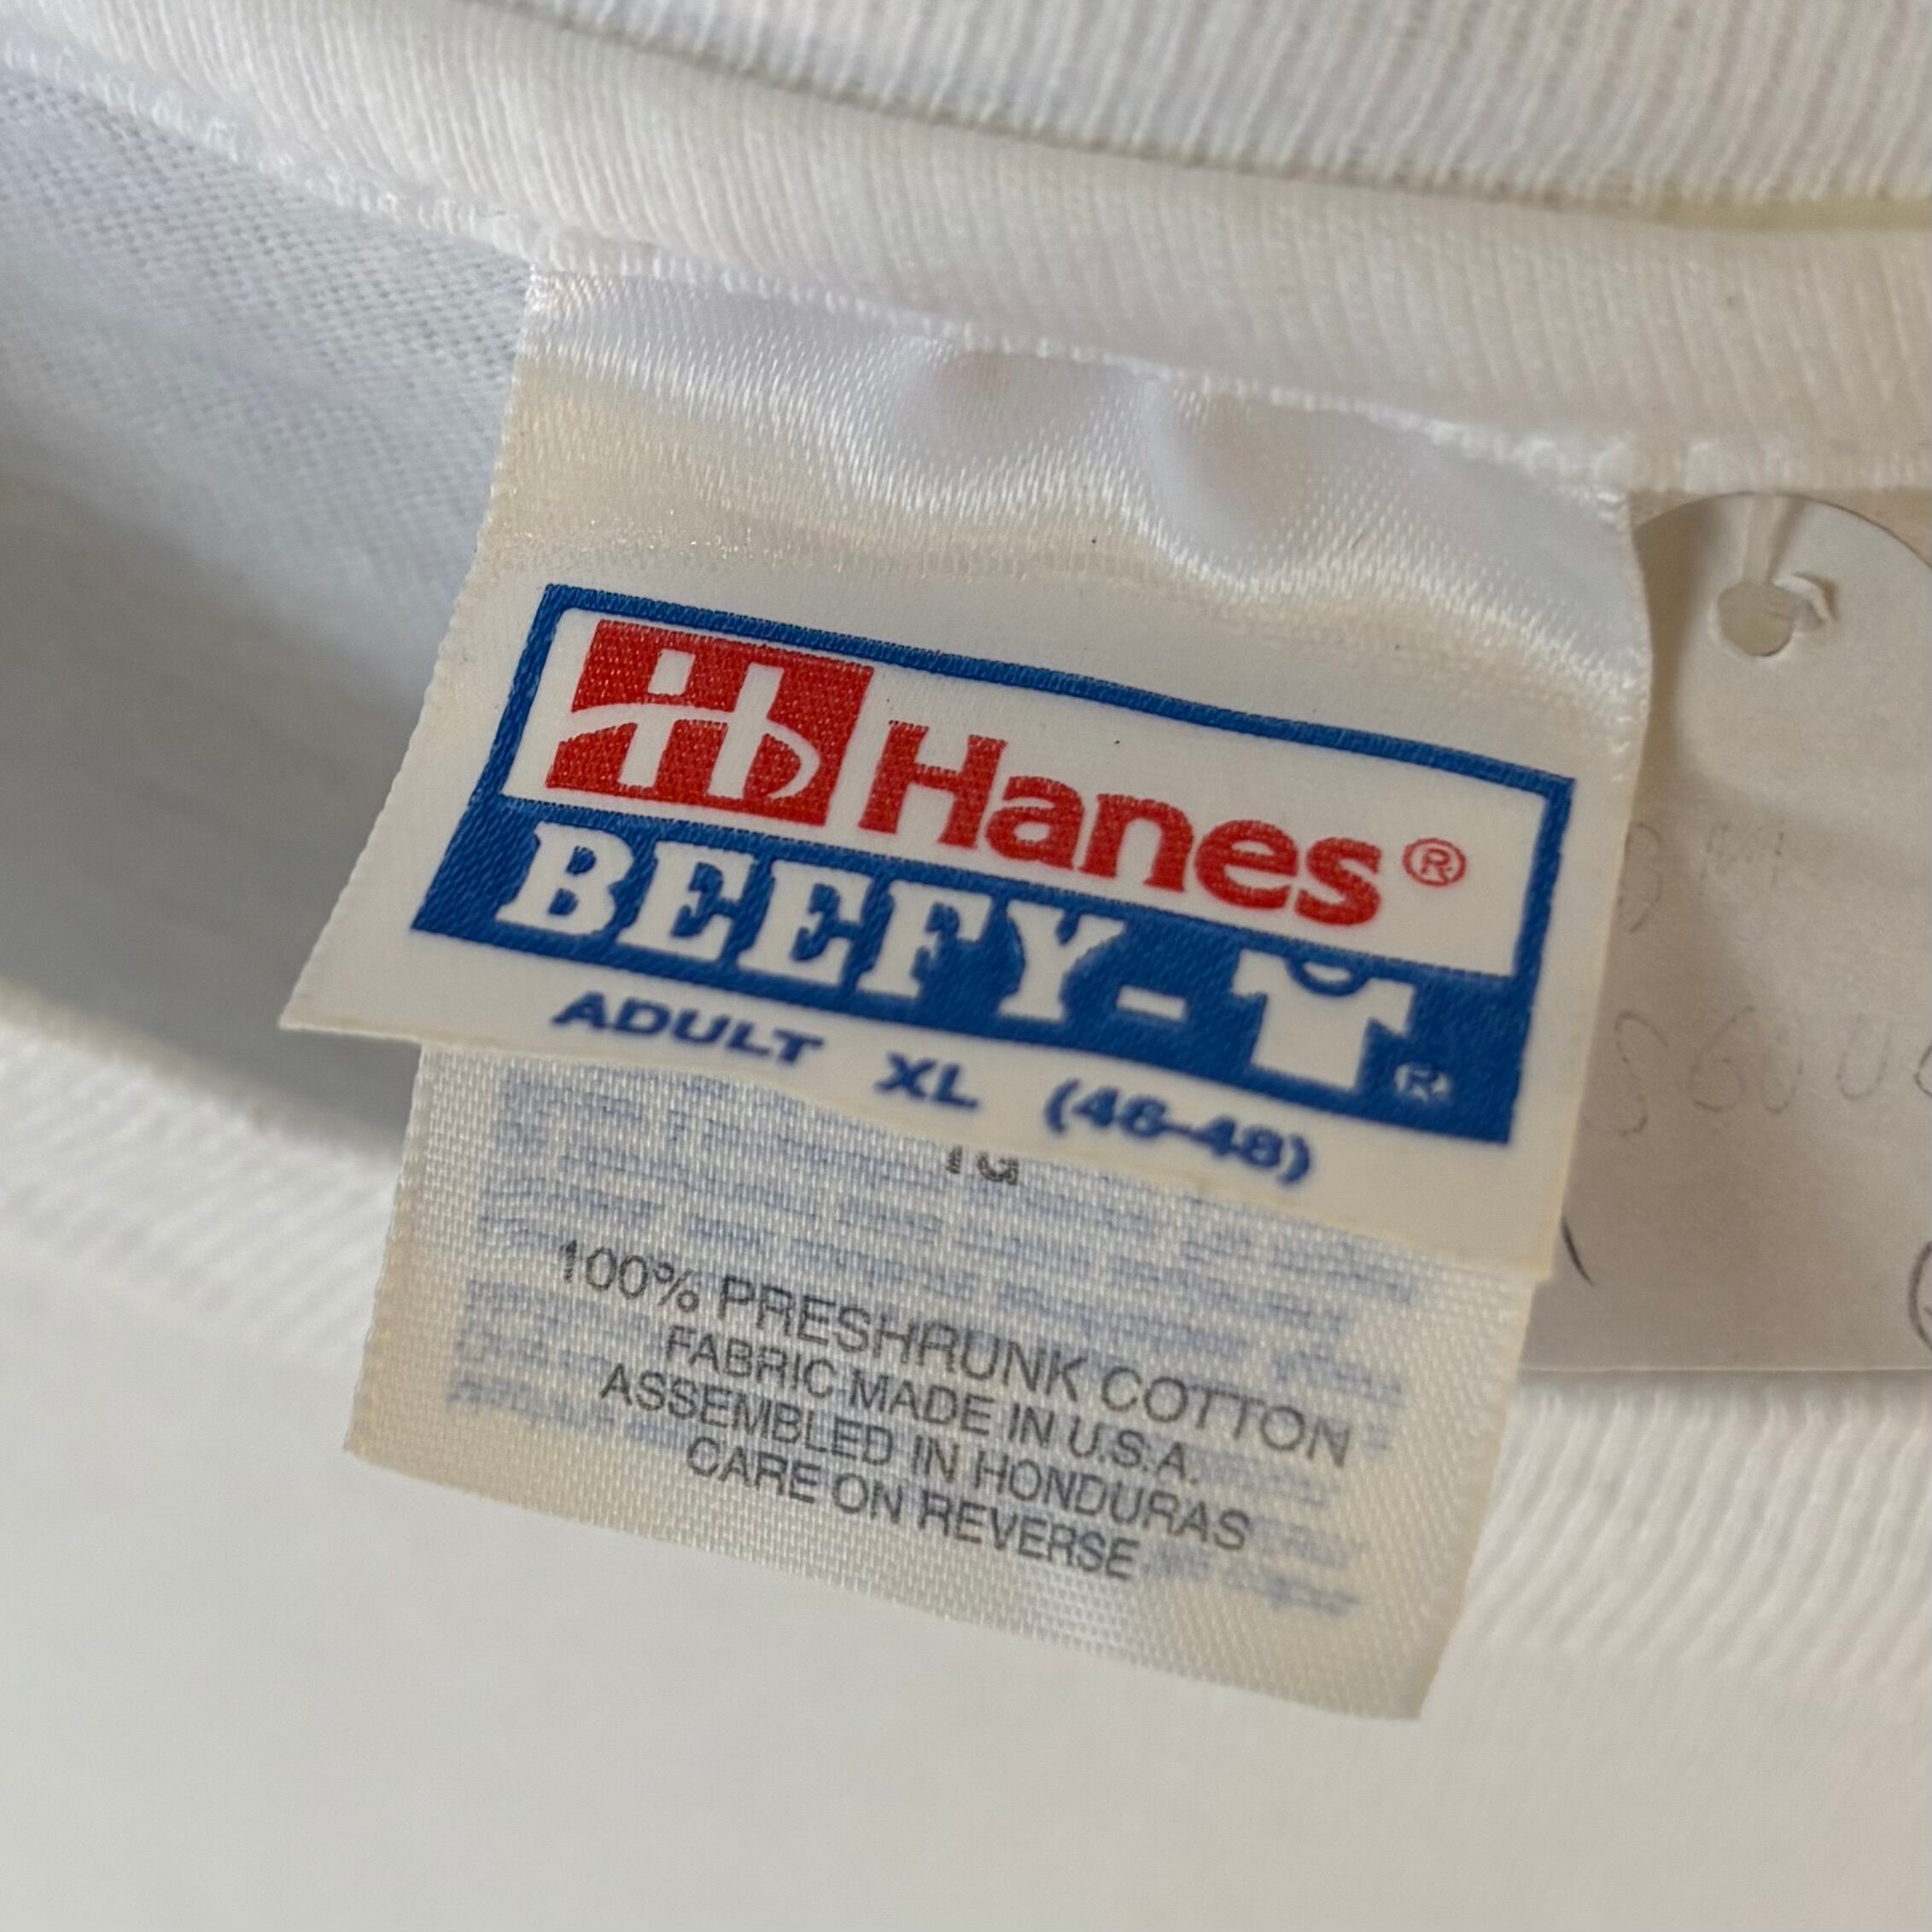 Hanes®
BEEFY-T®
ADULT XL (46-48)
100% PRESHRUNK COTTON
FABRIC MADE IN U.S.A.
ASSEMBLED IN HONDURAS
CARE ON REVERSE